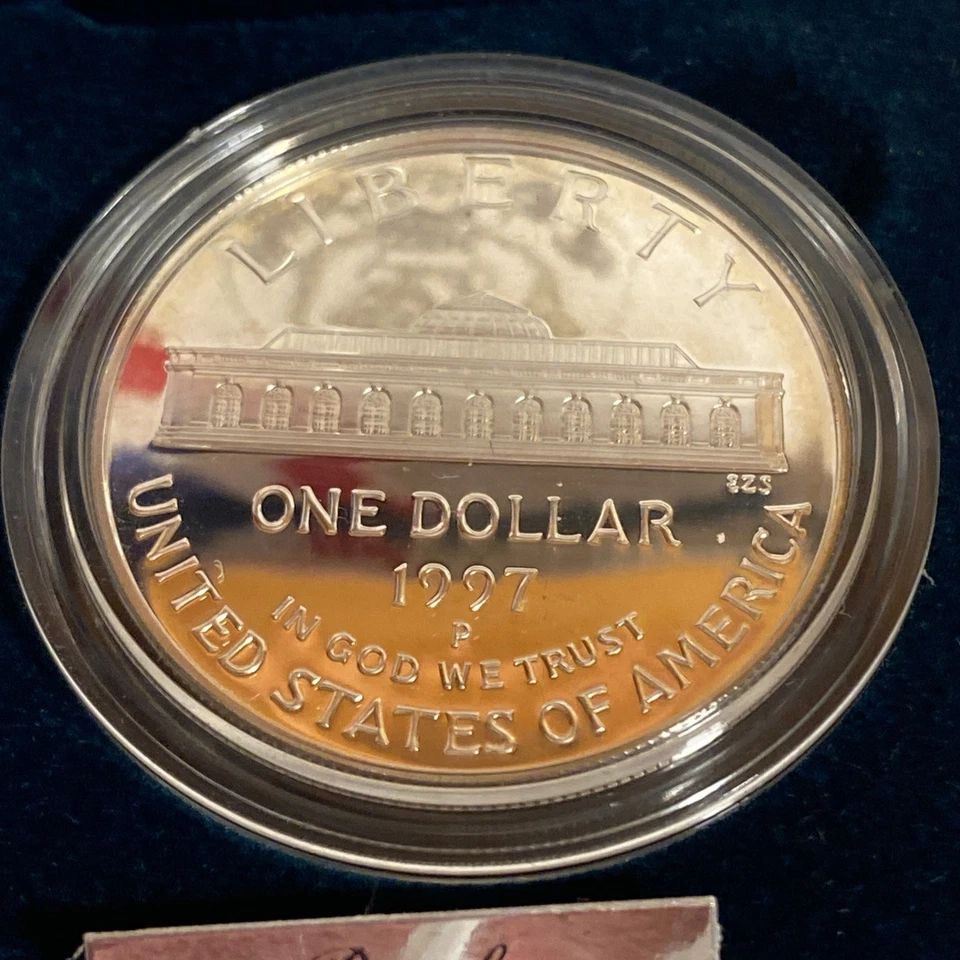 LIBERTY
ONE DOLLAR
1997
P
IN GOD WE TRUST
UNITED STATES OF AMERICA